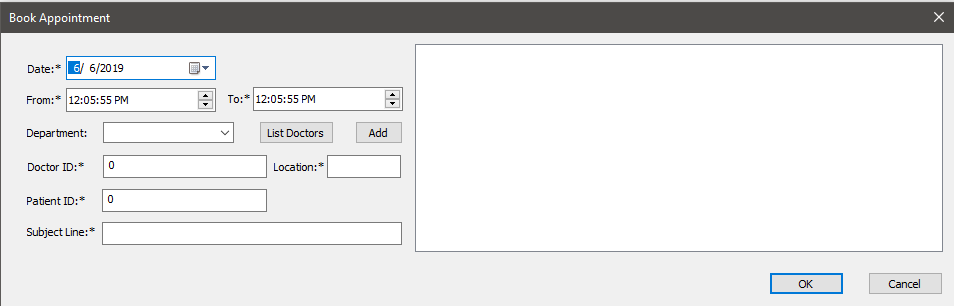 Book Appointment
Date:* 6/ 6/2019
From:* 12:05:55 PM To:* 12:05:55 PM
Department: List Doctors Add
Doctor ID:* 0 Location:*
Patient ID:* 0
Subject Line:*
OK Cancel